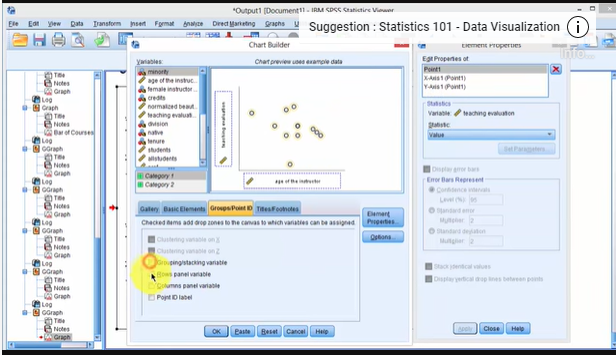 *Output1 [Document1] - IBM SPSS Statistics Viewer
File Edit View Data Transform Insert Format Analyze Direct Marketing Graphs
Suggestion : Statistics 101 - Data Visualization
Chart Builder
Element Properties
Variables:
Chart preview uses example data
minority
age of the instruc...
female instructor...
credits
normalized beaut...
teaching evaluati...
division
native
tenure
students
allstudents
Category 1
Category 2
teaching evaluation
age of the instructor
Gallery Basic Elements Groups/Point ID Titles/Footnotes
Checked items add drop zones to the canvas to which variables can be assigned.
Clustering variable on X
Clustering variable on Z
Grouping/stacking variable
Rows panel variable
Columns panel variable
Point ID label
Element Properties...
Options...
OK Paste Reset Cancel Help
Edit Properties of:
Point1
X-Axis1 (Point1)
Y-Axis1 (Point1)
Statistics
Variable: teaching evaluation
Statistic:
Value
Set Parameters...
Display error bars
Error Bars Represent
Confidence intervals
Level (%): 95
Standard error
Multiplier: 2
Standard deviation
Multiplier: 2
Stack identical values
Display vertical drop lines between points
Apply Close Help
Title
Notes
Graph
Log
Graph
Title
Notes
Bar of Courses
Log
GGraph
Title
Notes
Graph
Log
GGraph
Title
Notes
Graph
Log
GGraph
Title
Notes
Graph
Log
GGraph
Title
Notes
Graph